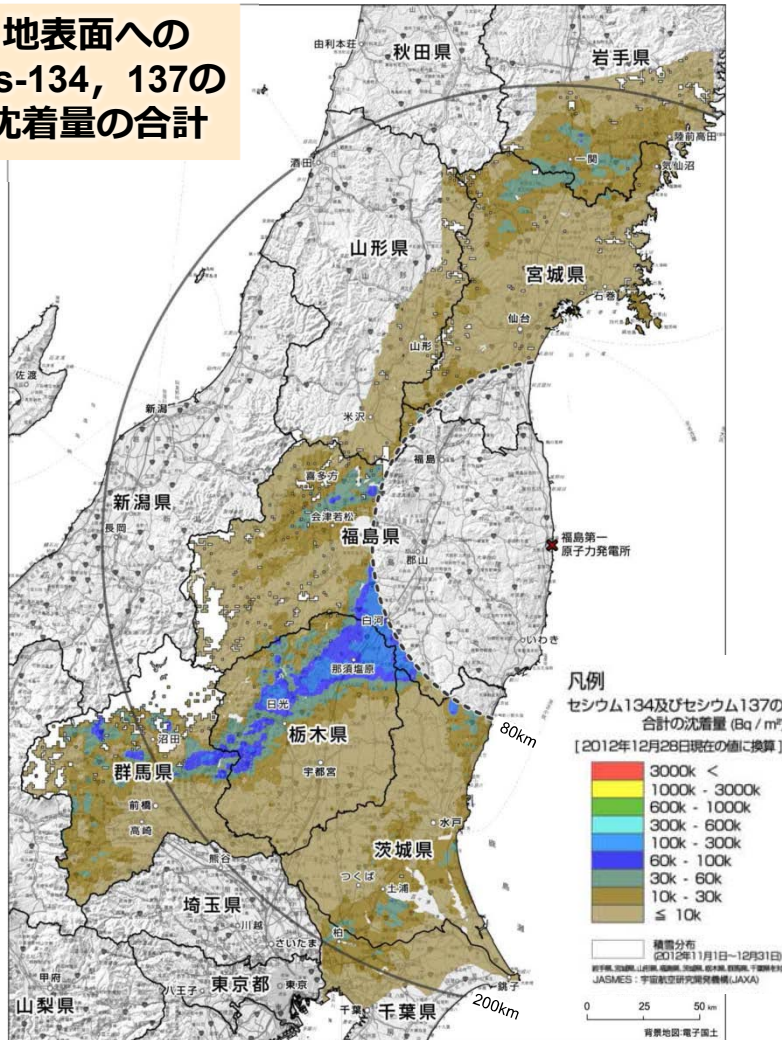 地表面への
s-134，137の
沈着量の合計
由利本荘
秋田県
岩手県
陸前高田
酒田
一関
気仙沼
山形県
宮城県
石巻
仙台
山形
佐渡
新潟
米沢
福島
喜多方
新潟県
会津若松
長岡
福島県
福島第一
原子力発電所
郡山
白河
いわき
那須塩原
日光
80km
沼田
栃木県
群馬県
宇都宮
前橋
高崎
水戸
茨城県
熊谷
つくば
土浦
埼玉県
川越
柏
さいたま
甲府
八王子
東京都
東京
銚子
山梨県
千葉
千葉県
200km
凡例
セシウム134及びセシウム137の
合計の沈着量 (Bq / m²
[ 2012年12月28日現在の値に換算 ]
3000k <
1000k - 3000k
600k - 1000k
300k - 600k
100k - 300k
60k - 100k
30k - 60k
10k - 30k
≦ 10k
積雪分布
(2012年11月1日～12月31日)
JASMES：宇宙航空研究開発機構(JAXA)
0 25 50 km
背景地図:電子国土